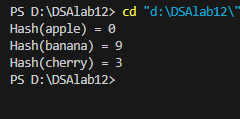 PS D:\DSAlab12> cd "d:\DSAlab12\"
Hash(apple) = 0
Hash(banana) = 9
Hash(cherry) = 3
PS D:\DSAlab12>